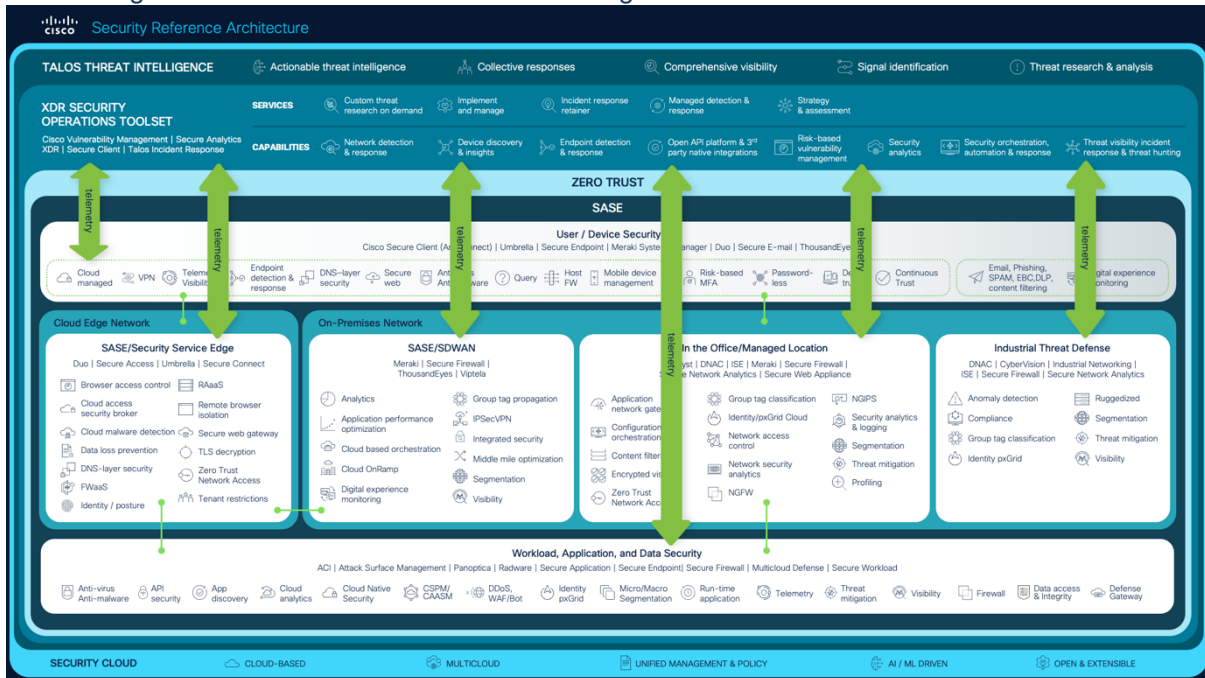 cisco
Security Reference Architecture
TALOS THREAT INTELLIGENCE
Actionable threat intelligence
Collective responses
Comprehensive visibility
Signal identification
Threat research & analysis
XDR SECURITY
OPERATIONS TOOLSET
Cisco Vulnerability Management | Secure Analytics
XDR | Secure Client | Talos Incident Response
SERVICES
Custom threat
research on demand
Implement
and manage
Incident response
retainer
Managed detection &
response
Strategy
& assessment
CAPABILITIES
Network detection
& response
Device discovery
& insights
Endpoint detection
& response
Open API platform & 3rd
party native integrations
Risk-based
vulnerability
management
Security
analytics
Security orchestration,
automation & response
Threat visibility incident
response & threat hunting
ZERO TRUST
SASE
telemetry
telemetry
telemetry
telemetry
telemetry
telemetry
User / Device Security
Cisco Secure Client | Umbrella | Secure Endpoint | Meraki | Duo | Secure E-mail |
Cloud
managed
VPN
Visibility
Endpoint
detection &
response
DNS-layer
security
Secure
web
Query
Host
FW
Mobile device
management
Risk-based
MFA
Password-
less
Continuous
Trust
Email, Phishing,
SPAM, EBC,DLP,
content filtering
experience
Cloud Edge Network
SASE/Security Service Edge
Duo | Secure Access | Umbrella | Secure Connect
Browser access control
Cloud access
security broker
Cloud malware detection
Data loss prevention
DNS-layer security
FWaaS
Identity / posture
RAaaS
Remote browser
isolation
Secure web gateway
TLS decryption
Zero Trust
Network Access
Tenant restrictions
On-Premises Network
SASE/SDWAN
Meraki | Secure Firewall |
ThousandEyes | Viptela
Analytics
Application performance
optimization
Cloud based orchestration
Cloud OnRamp
Digital experience
monitoring
Group tag propagation
IPSecVPN
Integrated security
Middle mile optimization
Segmentation
Visibility
In the Office/Managed Location
| DNAC | ISE | Meraki | Secure Firewall |
Network Analytics | Secure Web Appliance
Application
network
Configuration
Content
Encrypted
Zero Trust
Network
Group tag classification
Identity/pxGrid Cloud
Network access
control
Network security
analytics
NGFW
NGIPS
Security analytics
& logging
Segmentation
Threat mitigation
Profiling
Industrial Threat Defense
DNAC | CyberVision | Industrial Networking |
ISE | Secure Firewall | Secure Network Analytics
Anomaly detection
Compliance
Group tag classification
Identity pxGrid
Ruggedized
Segmentation
Threat mitigation
Visibility
Workload, Application, and Data Security
ACI | Attack Surface Management | Panoptica | Radware | Secure Application | Secure Endpoint| Secure Firewall | Multicloud Defense | Secure Workload
Anti-virus
Anti-malware
API
security
App
discovery
Cloud
analytics
Cloud Native
Security
CSPM/
CAASM
DDoS,
WAF/Bot
Identity
pxGrid
Micro/Macro
Segmentation
Run-time
application
Telemetry
Threat
mitigation
Visibility
Firewall
Data access
& Integrity
Defense
Gateway
SECURITY CLOUD
CLOUD-BASED
MULTICLOUD
UNIFIED MANAGEMENT & POLICY
AI / ML DRIVEN
OPEN & EXTENSIBLE